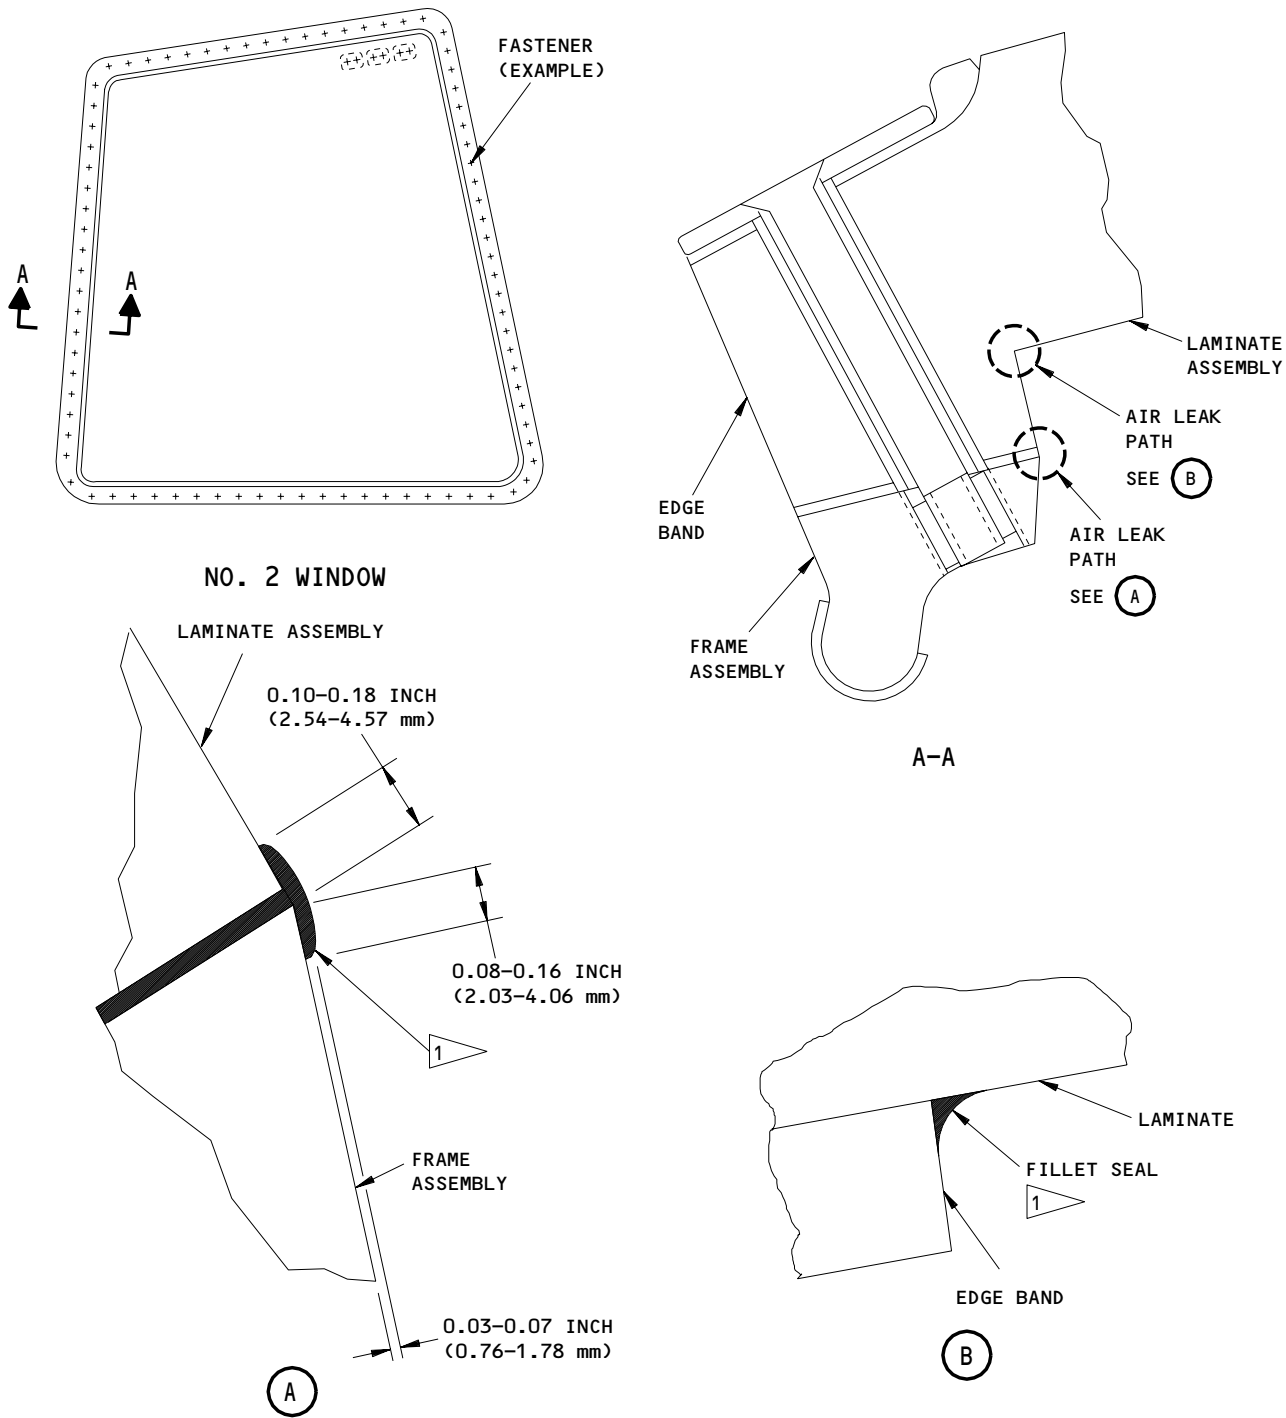 FASTENER
(EXAMPLE)
A
A
NO. 2 WINDOW
LAMINATE
ASSEMBLY
AIR LEAK
PATH
SEE B
AIR LEAK
PATH
SEE A
EDGE
BAND
FRAME
ASSEMBLY
A–A
LAMINATE ASSEMBLY
0.10–0.18 INCH
(2.54–4.57 mm)
0.08–0.16 INCH
(2.03–4.06 mm)
1
FRAME
ASSEMBLY
0.03–0.07 INCH
(0.76–1.78 mm)
A
LAMINATE
FILLET SEAL
1
EDGE BAND
B